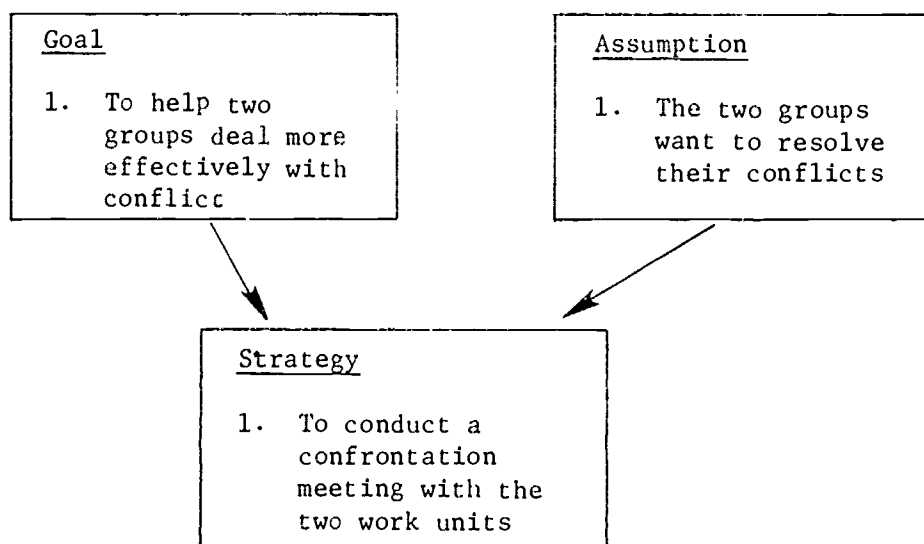 Goal
1. To help two
groups deal more
effectively with
conflict
Assumption
1. The two groups
want to resolve
their conflicts
Strategy
1. To conduct a
confrontation
meeting with the
two work units